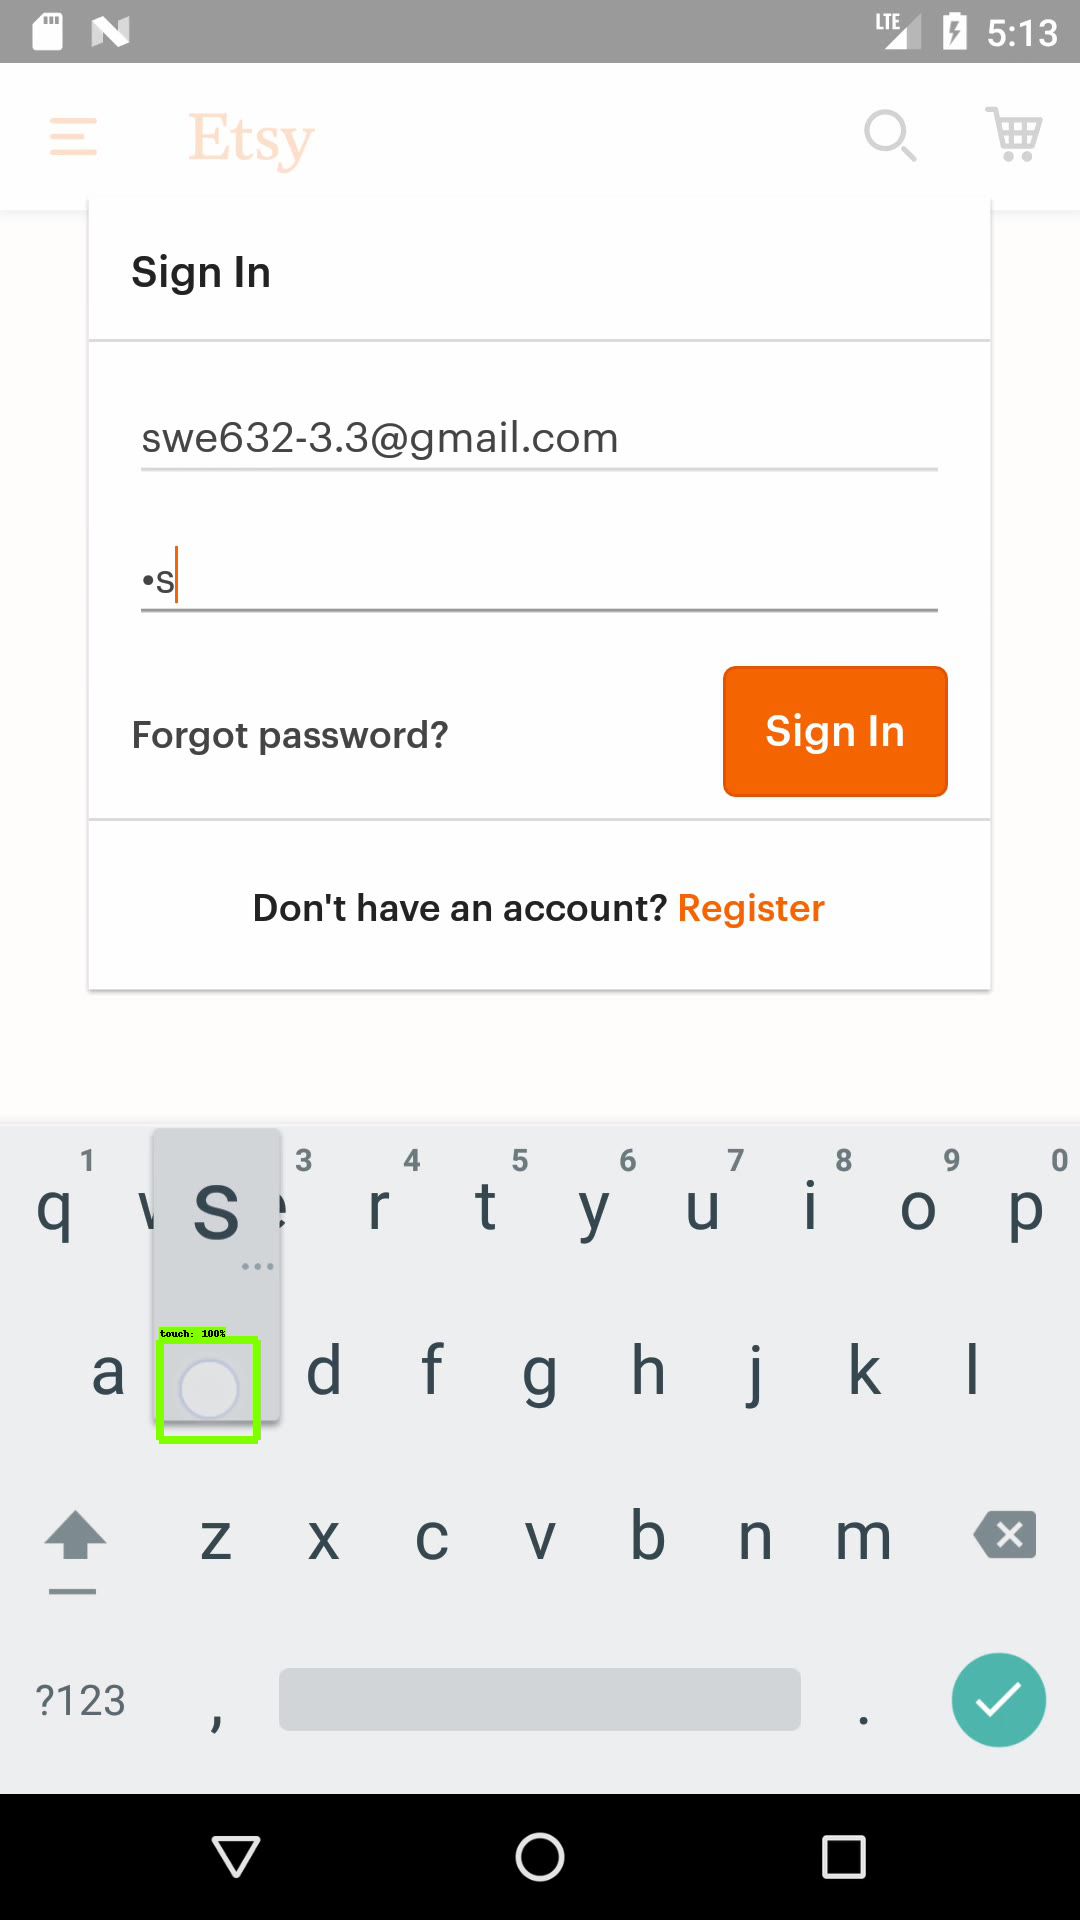 LTE 5:13
Etsy
Sign In
swe632-3.3@gmail.com
•s
Forgot password?
Sign In
Don't have an account? Register
1 3 4 5 6 7 8 9 0
q s r t y u i o p
touch: 100%
a d f g h j k l
z x c v b n m
?123 , .